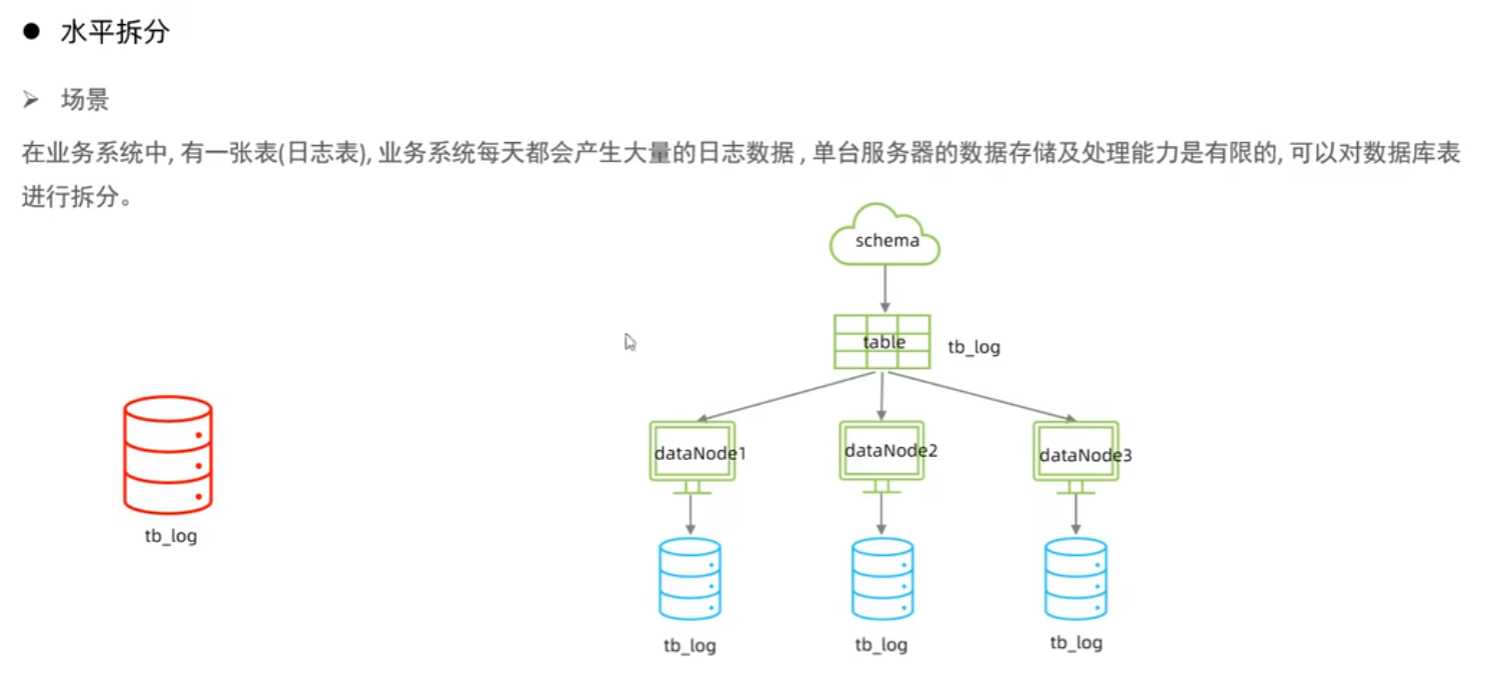 ● 水平拆分
➢ 场景
在业务系统中, 有一张表(日志表), 业务系统每天都会产生大量的日志数据 , 单台服务器的数据存储及处理能力是有限的, 可以对数据库表
进行拆分。
schema
table
tb_log
dataNode1
dataNode2
dataNode3
tb_log
tb_log
tb_log
tb_log